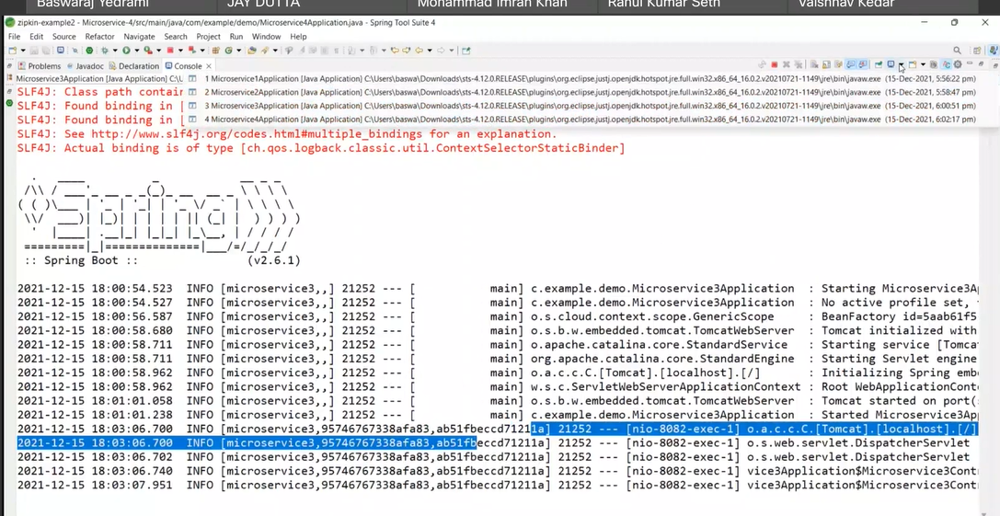 Baswaraj Yedrami JAY DUTTA Mohammad Imran Khan Rahul Kumar Seth Vaishnav Kedar
zipkin-example2 - Microservice-4/src/main/java/com/example/demo/Microservice4Application.java - Spring Tool Suite 4
File Edit Source Refactor Navigate Search Project Run Window Help
Problems Javadoc Declaration Console
Microservice3Application [Java Application] C:\U
1 Microservice1Application [Java Application] C:\Users\baswa\Downloads\sts-4.12.0.RELEASE\plugins\org.eclipse.justj.openjdk.hotspot.jre.full.win32.x86_64_16.0.2.v20210721-1149\jre\bin\javaw.exe (15-Dec-2021, 5:56:22 pm)
2 Microservice2Application [Java Application] C:\Users\baswa\Downloads\sts-4.12.0.RELEASE\plugins\org.eclipse.justj.openjdk.hotspot.jre.full.win32.x86_64_16.0.2.v20210721-1149\jre\bin\javaw.exe (15-Dec-2021, 5:58:47 pm)
3 Microservice3Application [Java Application] C:\Users\baswa\Downloads\sts-4.12.0.RELEASE\plugins\org.eclipse.justj.openjdk.hotspot.jre.full.win32.x86_64_16.0.2.v20210721-1149\jre\bin\javaw.exe (15-Dec-2021, 6:00:51 pm)
4 Microservice4Application [Java Application] C:\Users\baswa\Downloads\sts-4.12.0.RELEASE\plugins\org.eclipse.justj.openjdk.hotspot.jre.full.win32.x86_64_16.0.2.v20210721-1149\jre\bin\javaw.exe (15-Dec-2021, 6:02:17 pm)
SLF4J: Class path contai
SLF4J: Found binding in [
SLF4J: Found binding in [
SLF4J: See http://www.slf4j.org/codes.html#multiple_bindings for an explanation.
SLF4J: Actual binding is of type [ch.qos.logback.classic.util.ContextSelectorStaticBinder]
:: Spring Boot :: (v2.6.1)
2021-12-15 18:00:54.523 INFO [microservice3,,] 21252 --- [ main] c.example.demo.Microservice3Application : Starting Microservice3Ap
2021-12-15 18:00:54.527 INFO [microservice3,,] 21252 --- [ main] c.example.demo.Microservice3Application : No active profile set,
2021-12-15 18:00:56.587 INFO [microservice3,,] 21252 --- [ main] o.s.cloud.context.scope.GenericScope : BeanFactory id=5aab61f5
2021-12-15 18:00:58.680 INFO [microservice3,,] 21252 --- [ main] o.s.b.w.embedded.tomcat.TomcatWebServer : Tomcat initialized with
2021-12-15 18:00:58.711 INFO [microservice3,,] 21252 --- [ main] o.apache.catalina.core.StandardService : Starting service [Tomca
2021-12-15 18:00:58.711 INFO [microservice3,,] 21252 --- [ main] org.apache.catalina.core.StandardEngine : Starting Servlet engine
2021-12-15 18:00:58.962 INFO [microservice3,,] 21252 --- [ main] o.a.c.c.C.[Tomcat].[localhost].[/] : Initializing Spring embe
2021-12-15 18:00:58.962 INFO [microservice3,,] 21252 --- [ main] w.s.c.ServletWebServerApplicationContext : Root WebApplicationConte
2021-12-15 18:01:01.058 INFO [microservice3,,] 21252 --- [ main] o.s.b.w.embedded.tomcat.TomcatWebServer : Tomcat started on port(s
2021-12-15 18:01:01.238 INFO [microservice3,,] 21252 --- [ main] c.example.demo.Microservice3Application : Started Microservice3App
2021-12-15 18:03:06.700 INFO [microservice3,95746767338afa83,ab51fbeccd71211a] 21252 --- [nio-8082-exec-1] o.a.c.c.C.[Tomcat].[localhost].[/]
2021-12-15 18:03:06.700 INFO [microservice3,95746767338afa83,ab51fbeccd71211a] 21252 --- [nio-8082-exec-1] o.s.web.servlet.DispatcherServlet
2021-12-15 18:03:06.702 INFO [microservice3,95746767338afa83,ab51fbeccd71211a] 21252 --- [nio-8082-exec-1] o.s.web.servlet.DispatcherServlet
2021-12-15 18:03:06.740 INFO [microservice3,95746767338afa83,ab51fbeccd71211a] 21252 --- [nio-8082-exec-1] vice3Application$Microservice3Cont
2021-12-15 18:03:07.951 INFO [microservice3,95746767338afa83,ab51fbeccd71211a] 21252 --- [nio-8082-exec-1] vice3Application$Microservice3Cont